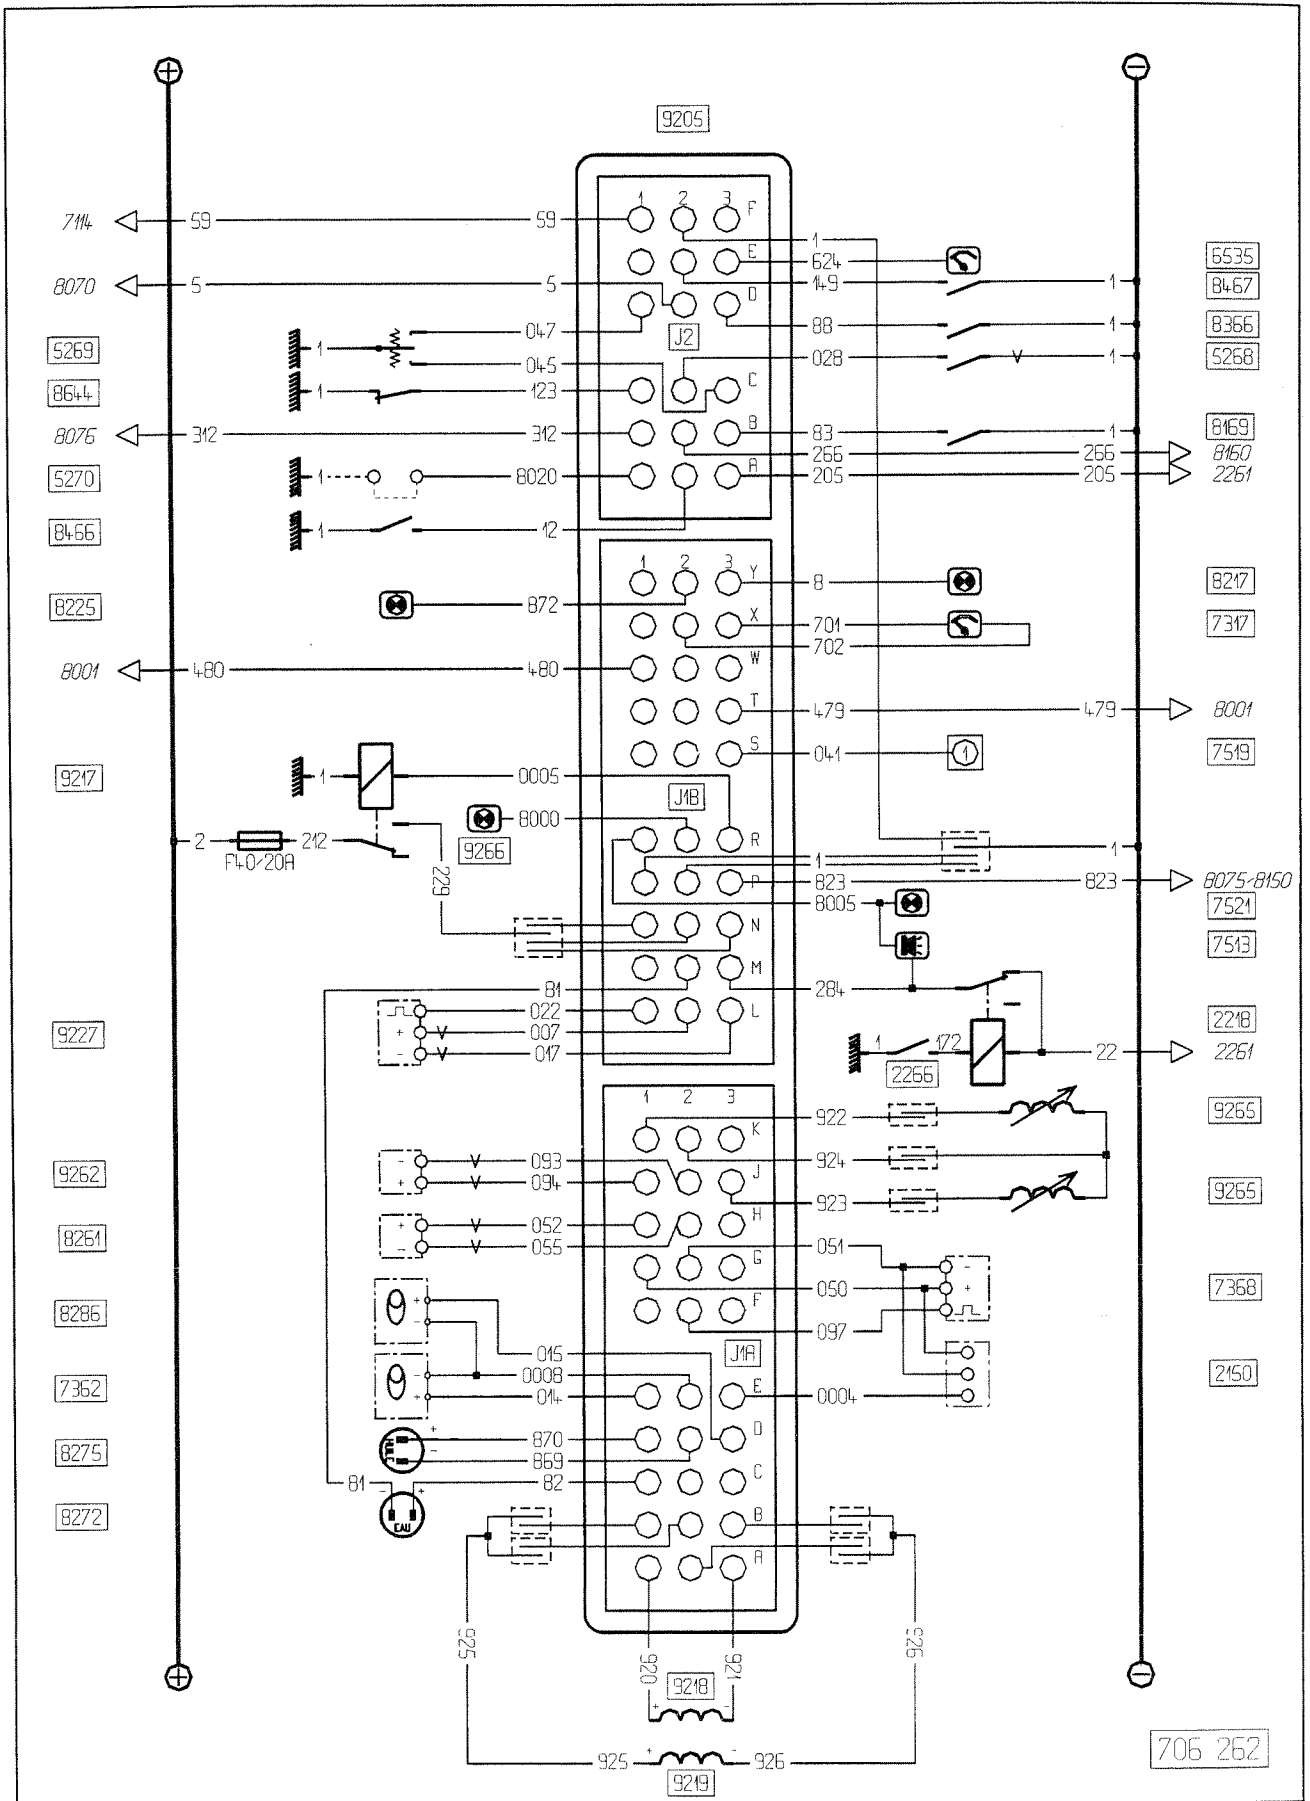 9205
1 2 3 F
7114 59 59
1
E 624 6535
149 1 8467
8070 5 5
D
88 1 8366
047
J2
1
5269
028 V 1 5268
045
8644 1 123 C
8076 312 312 B 83 1 8169
266 266 8160
5270 1 8020 A 205 205 2261
8466 1 12
1 2 3 Y 8 8217
8225 872
X 701 7317
702
8001 480 480 W
T 479 479 8001
S 041 1 7519
9217 1 0005
J1B
8000
9266
2 F40/20A 212 R
1 1
229 P 823 823 8075/8150
8005 7521
N
7513
M
81 284
022 L
9227 + V 007
- V 017
2218
1 172 22 2261
2266
1 2 3
922 9265
K
9262 - V 093 924
+ 094 J
923 9265
8261 + V 052 H
- V 055 051
G -
050 + 7368
8286 + F
- 097
015 J1A
0008
7362 - 2150
+ 014 E 0004
+ 870 D
8275 HUILE - 869
81 82 C
8272 - +
EAU B
A
925 920 921 926
9218
+ -
925 + - 926
9219
706 262